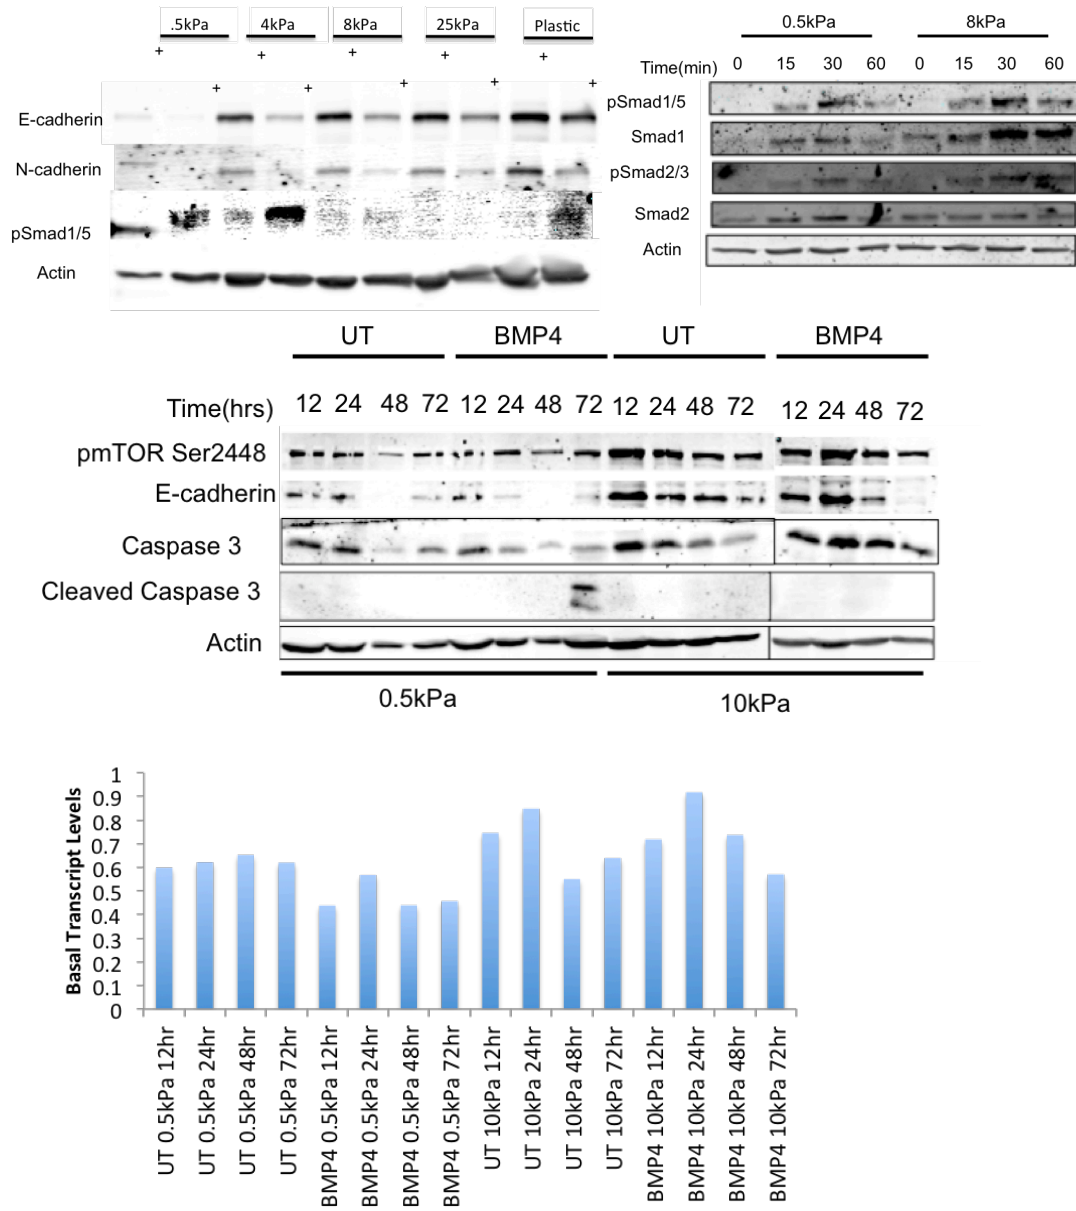 .5kPa 4kPa 8kPa 25kPa Plastic
+ + + + +
+ + + + +
E-cadherin
N-cadherin
pSmad1/5
Actin
0.5kPa 8kPa
Time(min) 0 15 30 60 0 15 30 60
pSmad1/5
Smad1
pSmad2/3
Smad2
Actin
UT BMP4 UT BMP4
Time(hrs) 12 24 48 72 12 24 48 72 12 24 48 72 12 24 48 72
pmTOR Ser2448
E-cadherin
Caspase 3
Cleaved Caspase 3
Actin
0.5kPa 10kPa
Basal Transcript Levels
1
0.9
0.8
0.7
0.6
0.5
0.4
0.3
0.2
0.1
0
UT 0.5kPa 12hr
UT 0.5kPa 24hr
UT 0.5kPa 48hr
UT 0.5kPa 72hr
BMP4 0.5kPa 12hr
BMP4 0.5kPa 24hr
BMP4 0.5kPa 48hr
BMP4 0.5kPa 72hr
UT 10kPa 12hr
UT 10kPa 24hr
UT 10kPa 48hr
UT 10kPa 72hr
BMP4 10kPa 12hr
BMP4 10kPa 24hr
BMP4 10kPa 48hr
BMP4 10kPa 72hr